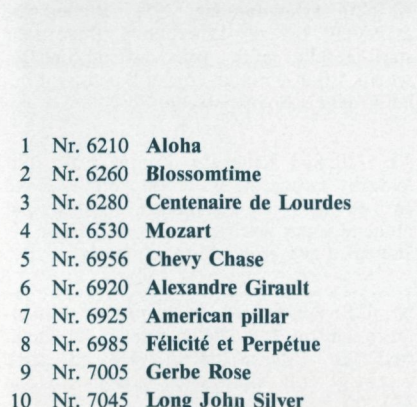 1 Nr. 6210 Aloha
2 Nr. 6260 Blossomtime
3 Nr. 6280 Centenaire de Lourdes
4 Nr. 6530 Mozart
5 Nr. 6956 Chevy Chase
6 Nr. 6920 Alexandre Girault
7 Nr. 6925 American pillar
8 Nr. 6985 Félicité et Perpétue
9 Nr. 7005 Gerbe Rose
10 Nr. 7045 Long John Silver